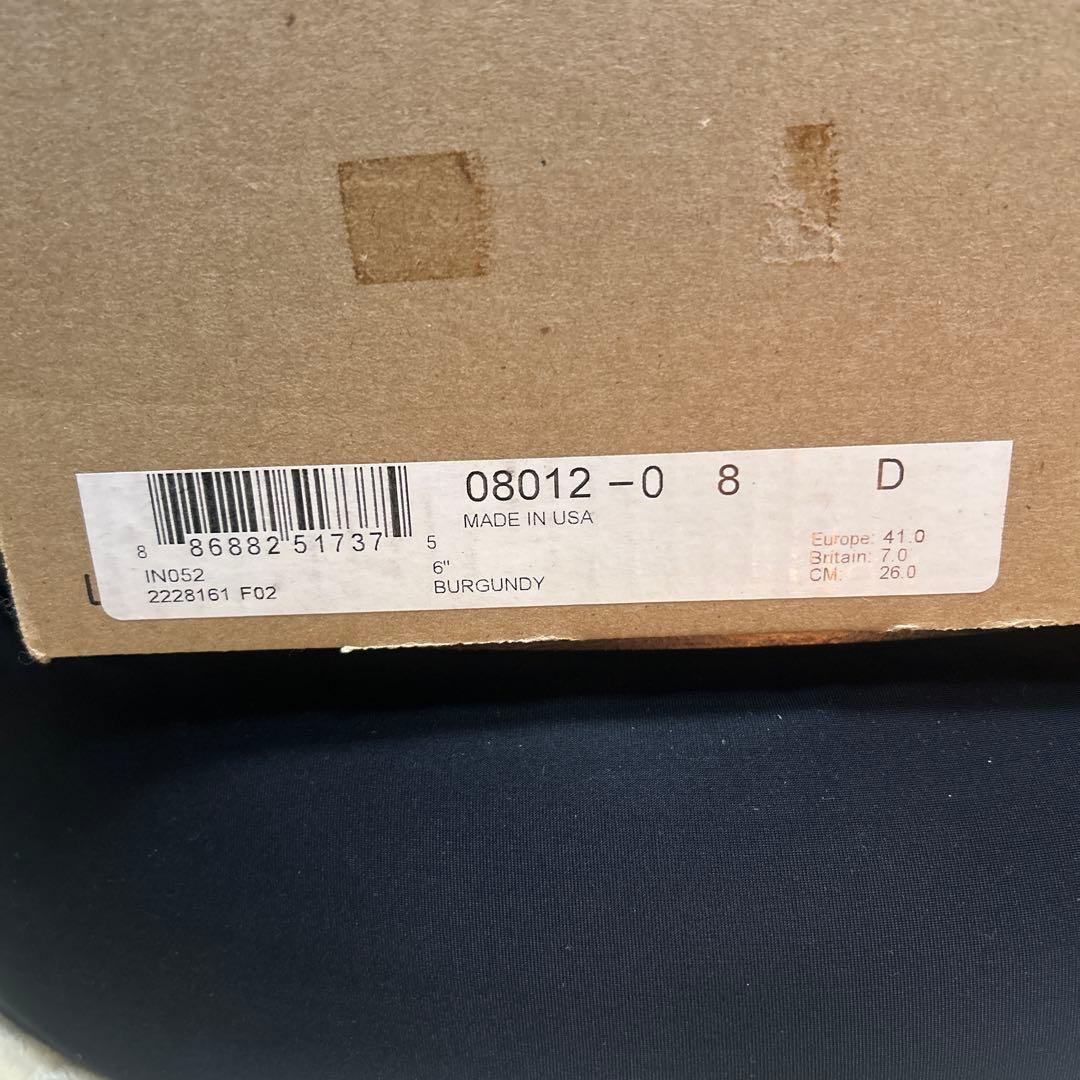 08012 -0 8 D
MADE IN USA
8 86882 51737 5
IN052
2228161 F02
6"
BURGUNDY
Europe: 41.0
Britain: 7.0
CM: 26.0